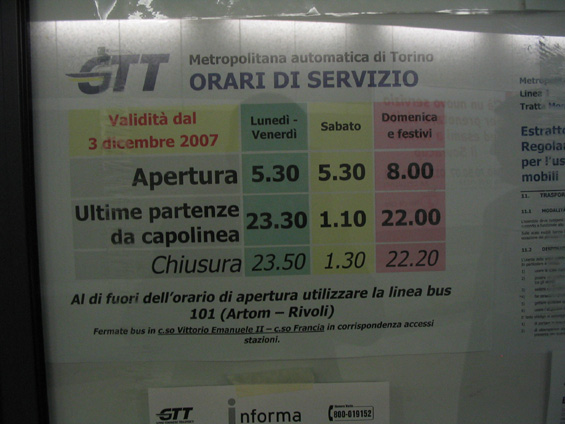 GTT
Metropolitana automatica di Torino
ORARI DI SERVIZIO
Validità dal
3 dicembre 2007
Lunedì -
Venerdì
Sabato
Domenica
e festivi
Apertura 5.30 5.30 8.00
Ultime partenze
da capolinea
23.30 1.10 22.00
Chiusura 23.50 1.30 22.20
Al di fuori dell'orario di apertura utilizzare la linea bus
101 (Artom – Rivoli)
Fermate bus in c.so Vittorio Emanuele II – c.so Francia in corrispondenza accessi
stazioni.
GTT
informa
800-019152
Linea 1
Tratta
per l'us
mobili